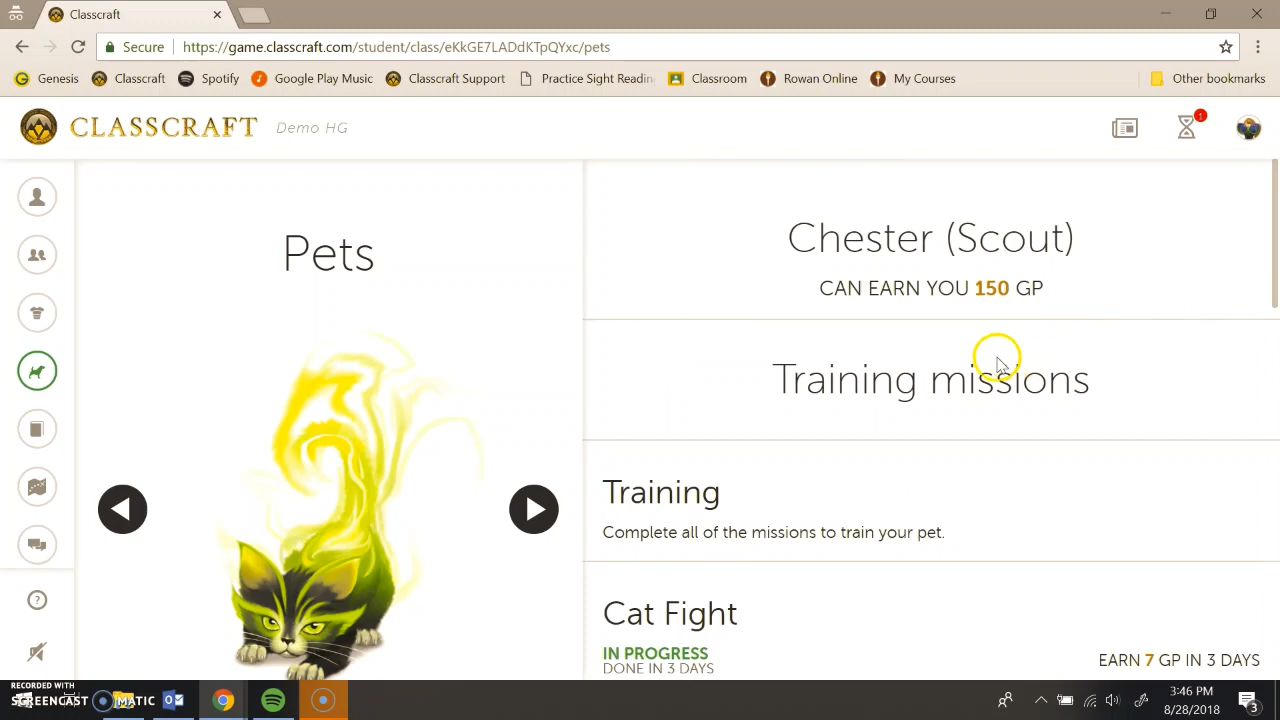 Classcraft
Secure
https://game.classcraft.com/student/class/eKkGE7LADdKTpQYxc/pets
Genesis
Classcraft
Spotify
Google Play Music
Classcraft Support
Practice Sight Readin
Classroom
Rowan Online
My Courses
Other bookmarks
CLASSCRAFT
Demo HG
1
Pets
Chester (Scout)
CAN EARN YOU 150 GP
Training missions
Training
Complete all of the missions to train your pet.
Cat Fight
IN PROGRESS
DONE IN 3 DAYS
EARN 7 GP IN 3 DAYS
RECORDED WITH
SCREENCAST MATIC
3:46 PM
8/28/2018
3